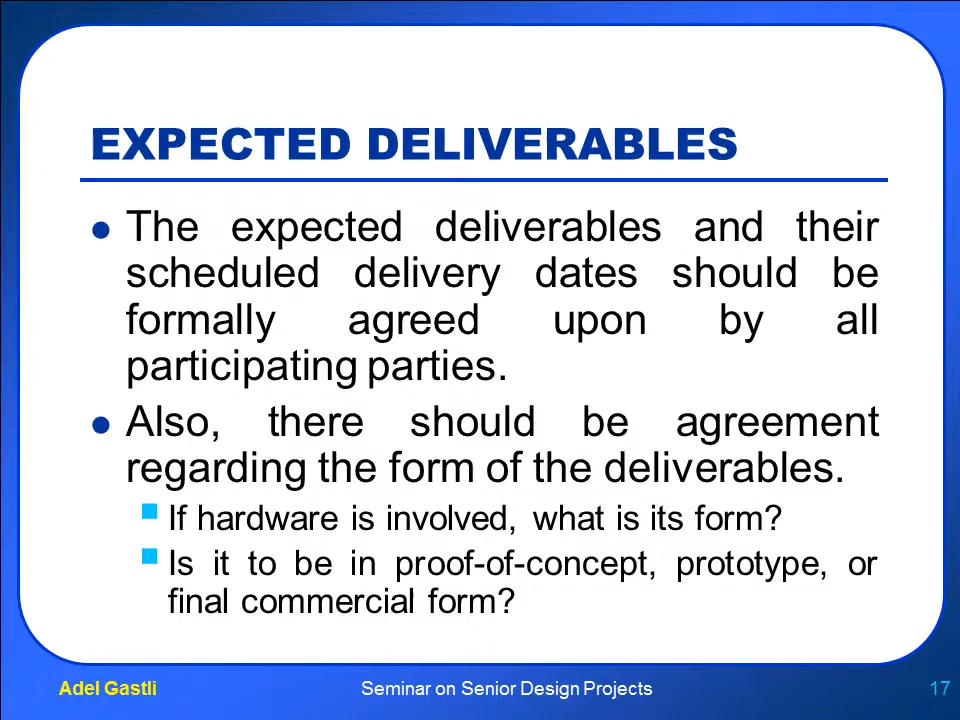 EXPECTED DELIVERABLES
The expected deliverables and their
scheduled delivery dates should be
formally agreed upon by all
participating parties.
Also, there should be agreement
regarding the form of the deliverables.
If hardware is involved, what is its form?
Is it to be in proof-of-concept, prototype, or
final commercial form?
Adel Gastli
Seminar on Senior Design Projects
17